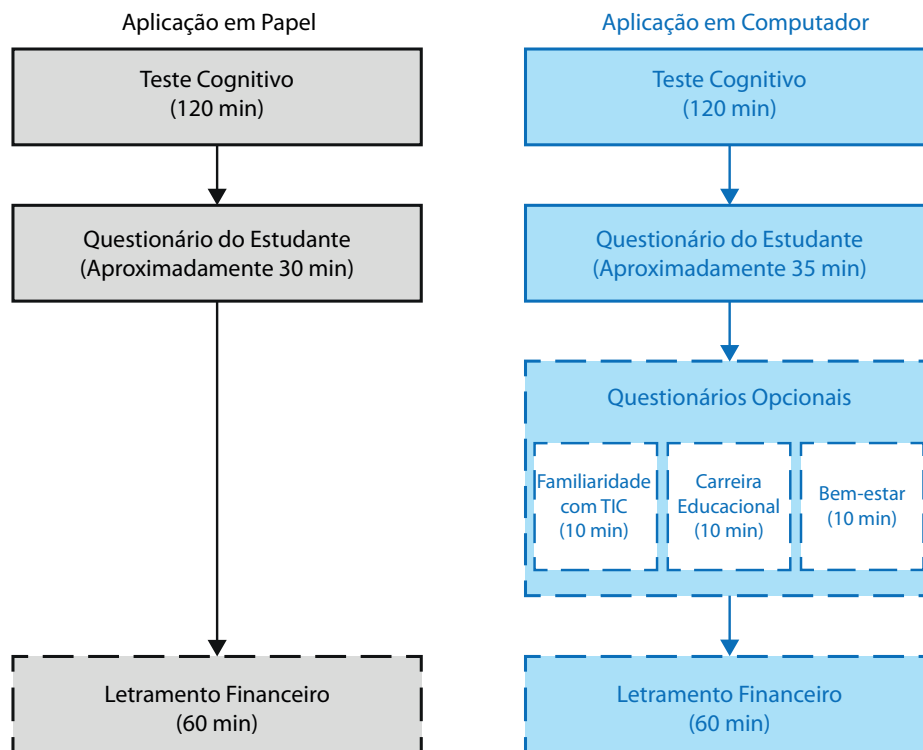 Aplicação em Papel
Teste Cognitivo
(120 min)
Questionário do Estudante
(Aproximadamente 30 min)
Letramento Financeiro
(60 min)
Aplicação em Computador
Teste Cognitivo
(120 min)
Questionário do Estudante
(Aproximadamente 35 min)
Questionários Opcionais
Familiaridade
com TIC
(10 min)
Carreira
Educacional
(10 min)
Bem-estar
(10 min)
Letramento Financeiro
(60 min)